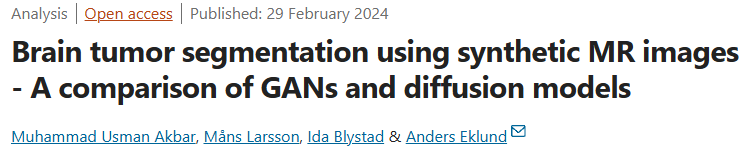 Analysis | Open access | Published: 29 February 2024
Brain tumor segmentation using synthetic MR images
- A comparison of GANs and diffusion models
Muhammad Usman Akbar, Måns Larsson, Ida Blystad & Anders Eklund